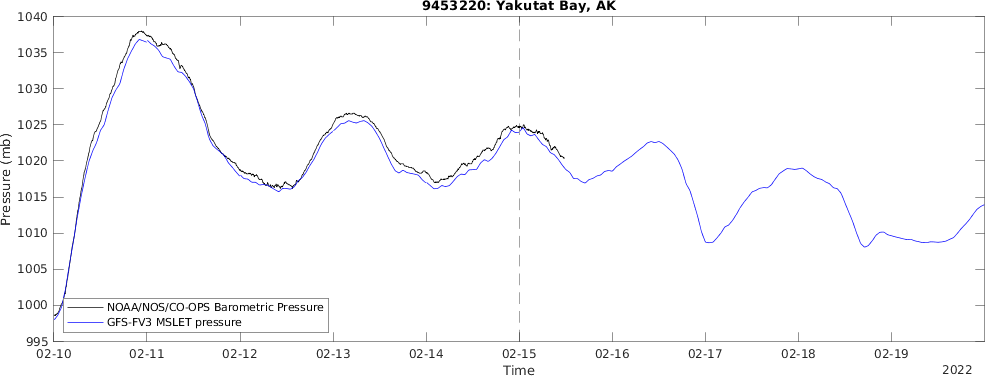 9453220: Yakutat Bay, AK
Pressure (mb)
1040
1035
1030
1025
1020
1015
1010
1005
1000
995
NOAA/NOS/CO-OPS Barometric Pressure
GFS-FV3 MSLET pressure
02-10 02-11 02-12 02-13 02-14 02-15 02-16 02-17 02-18 02-19
Time
2022